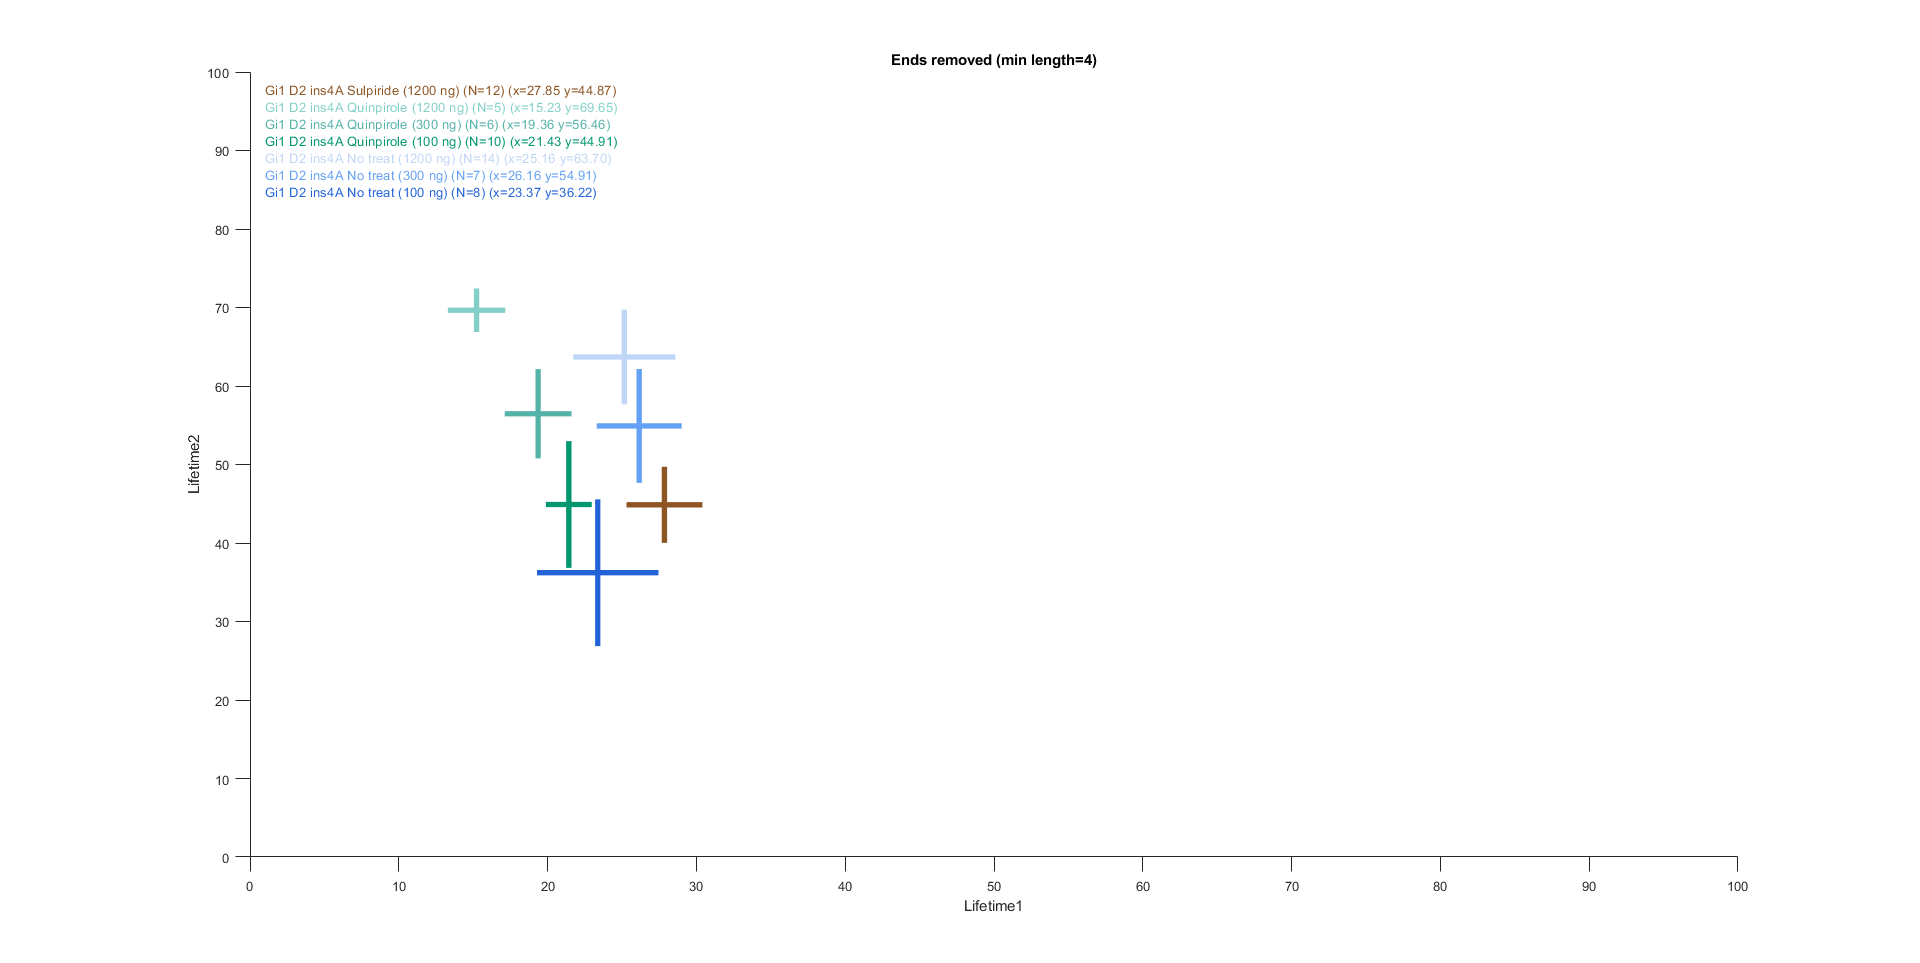 Ends removed (min length=4)
100
Gi1 D2 ins4A Sulpiride (1200 ng) (N=12) (x=27.85 y=44.87)
Gi1 D2 ins4A Quinpirole (1200 ng) (N=5) (x=15.23 y=69.65)
Gi1 D2 ins4A Quinpirole (300 ng) (N=6) (x=19.36 y=56.46)
Gi1 D2 ins4A Quinpirole (100 ng) (N=10) (x=21.43 y=44.91)
90
Gi1 D2 ins4A No treat (1200 ng) (N=14) (x=25.16 y=63.70)
Gi1 D2 ins4A No treat (300 ng) (N=7) (x=26.16 y=54.91)
Gi1 D2 ins4A No treat (100 ng) (N=8) (x=23.37 y=36.22)
80
70
60
50
Lifetime2
40
30
20
10
0
0 10 20 30 40 50 60 70 80 90 100
Lifetime1